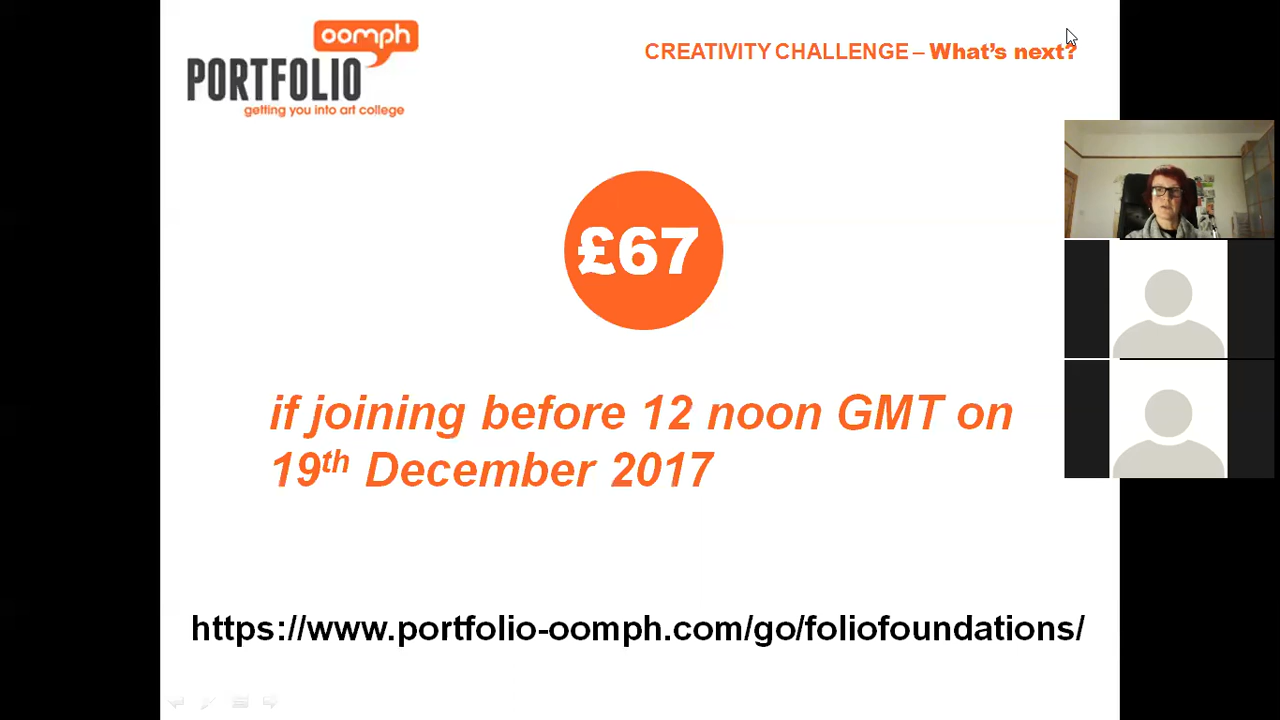 oomph
PORTFOLIO
getting you into art college
CREATIVITY CHALLENGE – What's next?
£67
if joining before 12 noon GMT on
19th December 2017
https://www.portfolio-oomph.com/go/foliofoundations/